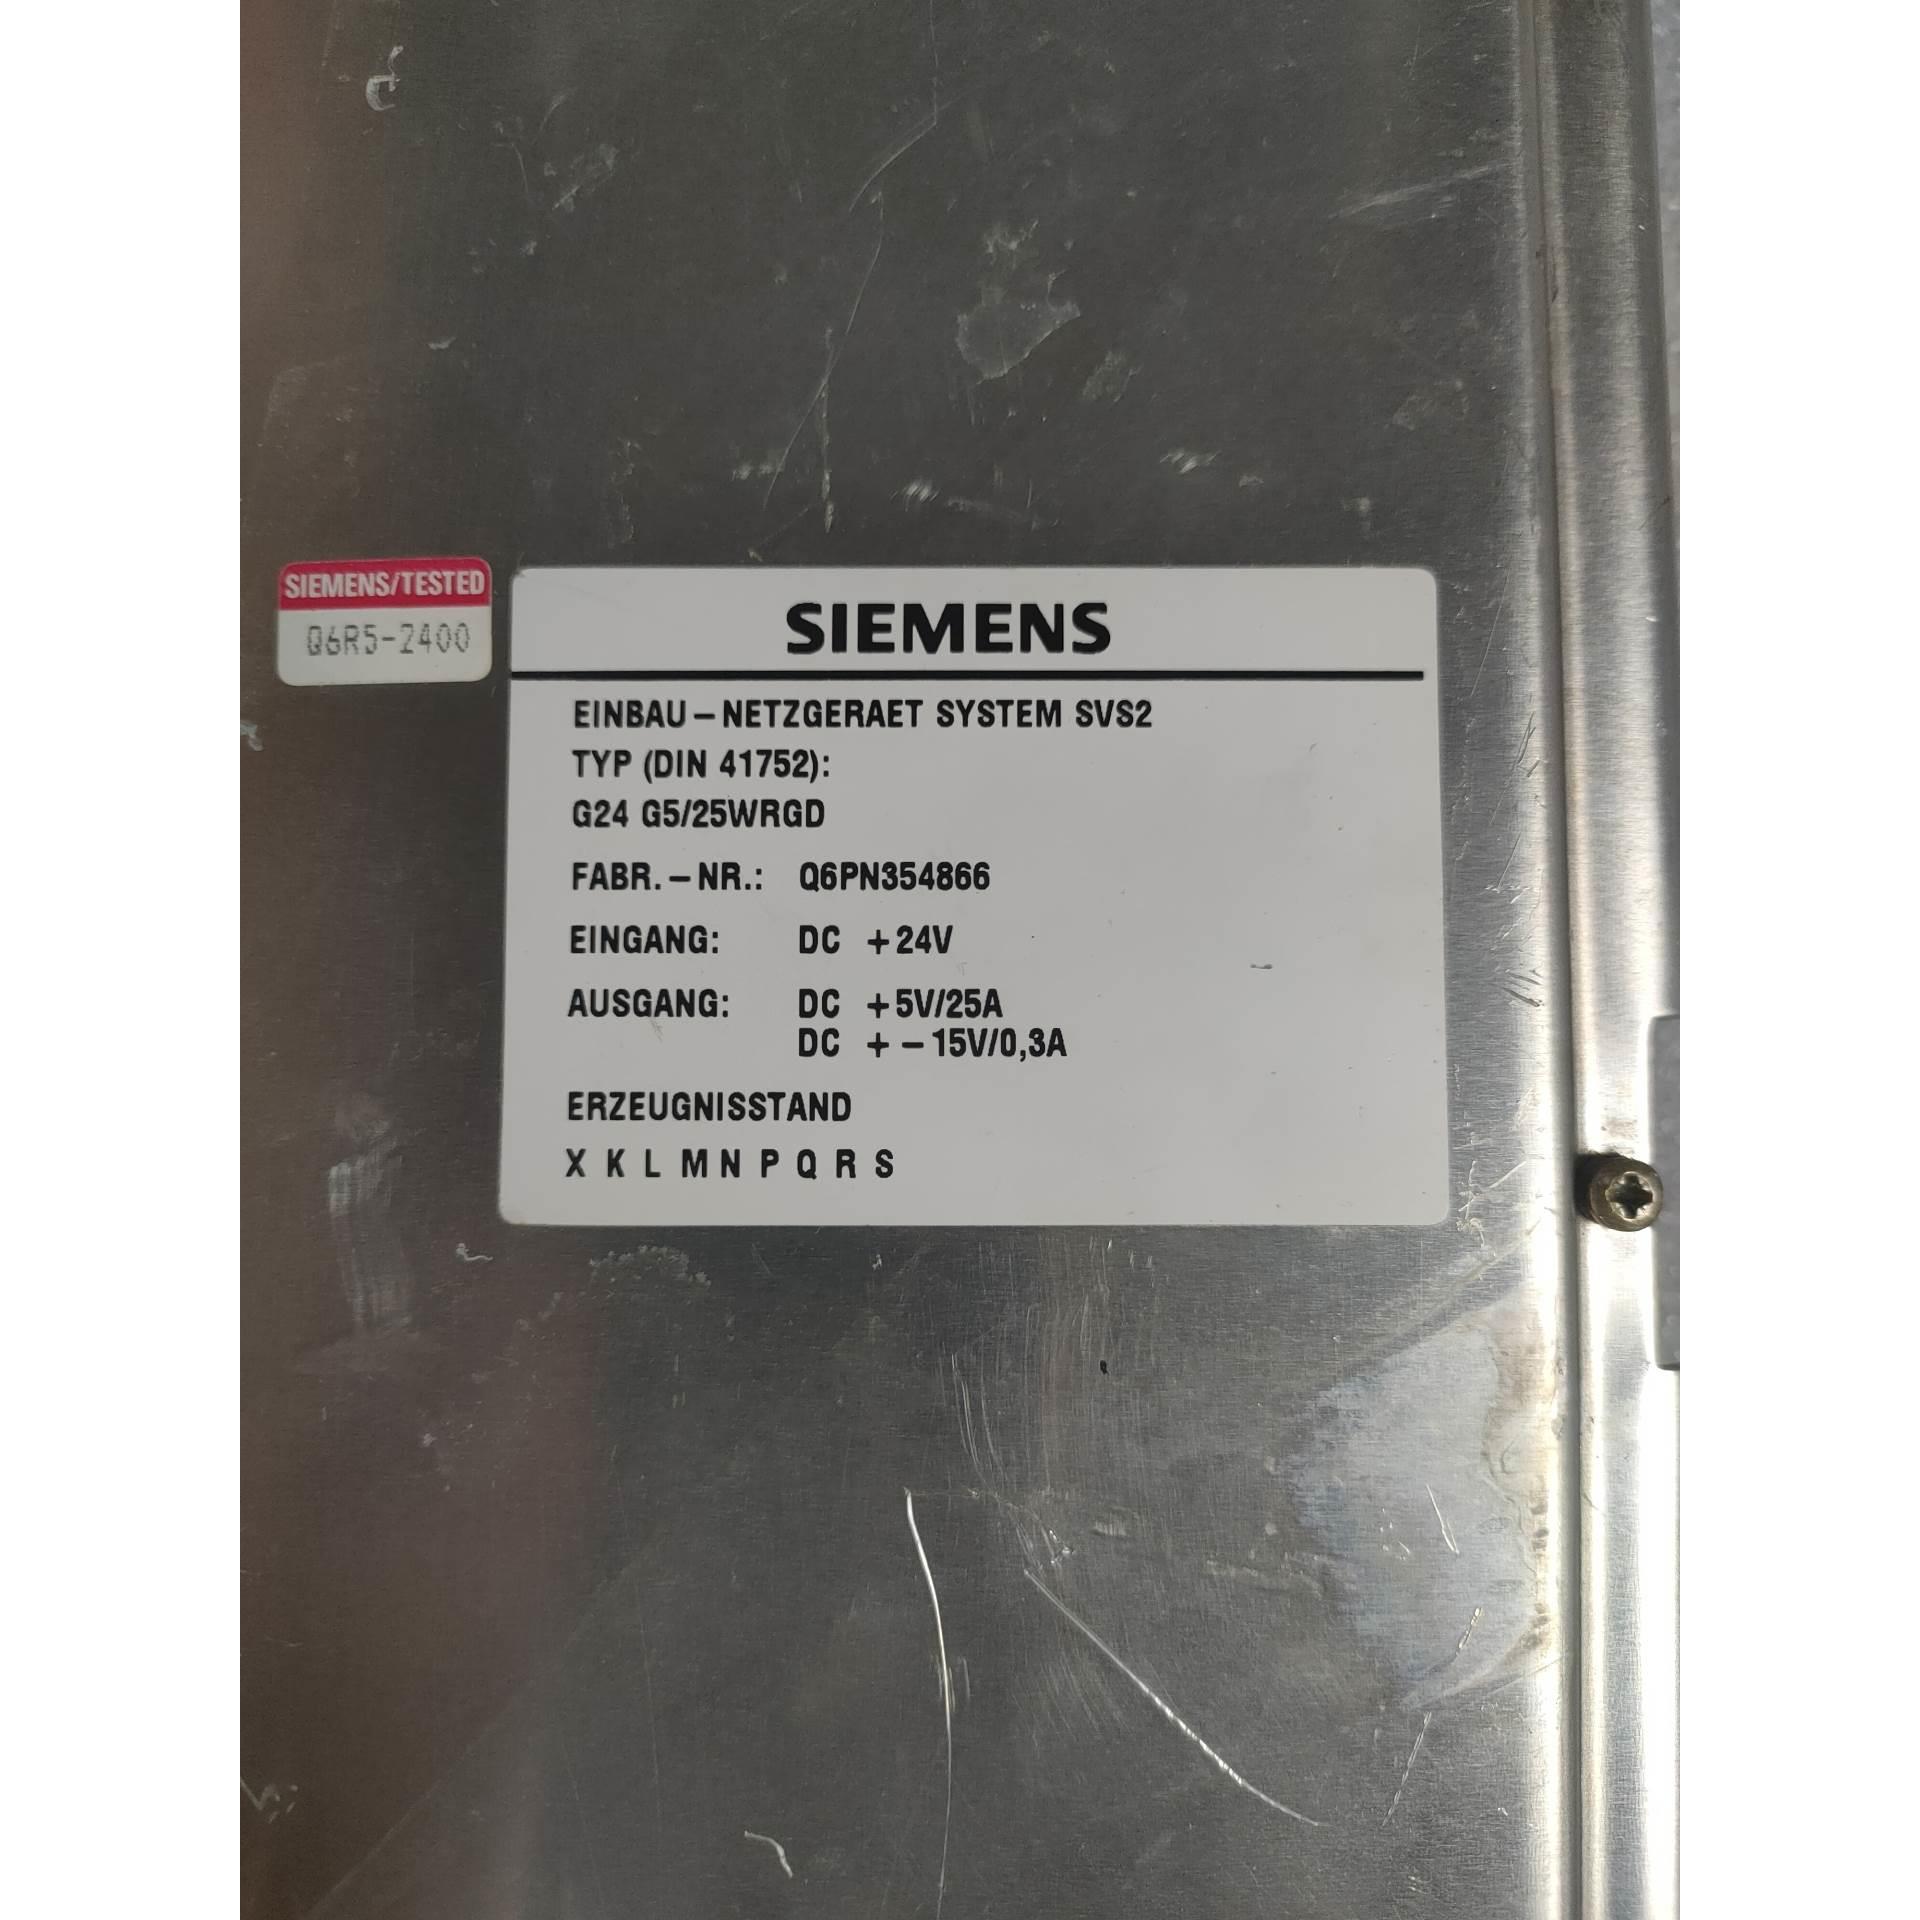 SIEMENS/TESTED
Q6R5-2400
SIEMENS
EINBAU-NETZGERAET SYSTEM SVS2
TYP (DIN 41752):
G24 G5/25WRGD
FABR.-NR.: Q6PN354866
EINGANG: DC +24V
AUSGANG: DC +5V/25A
DC +-15V/0,3A
ERZEUGNISSTAND
X K L M N P Q R S